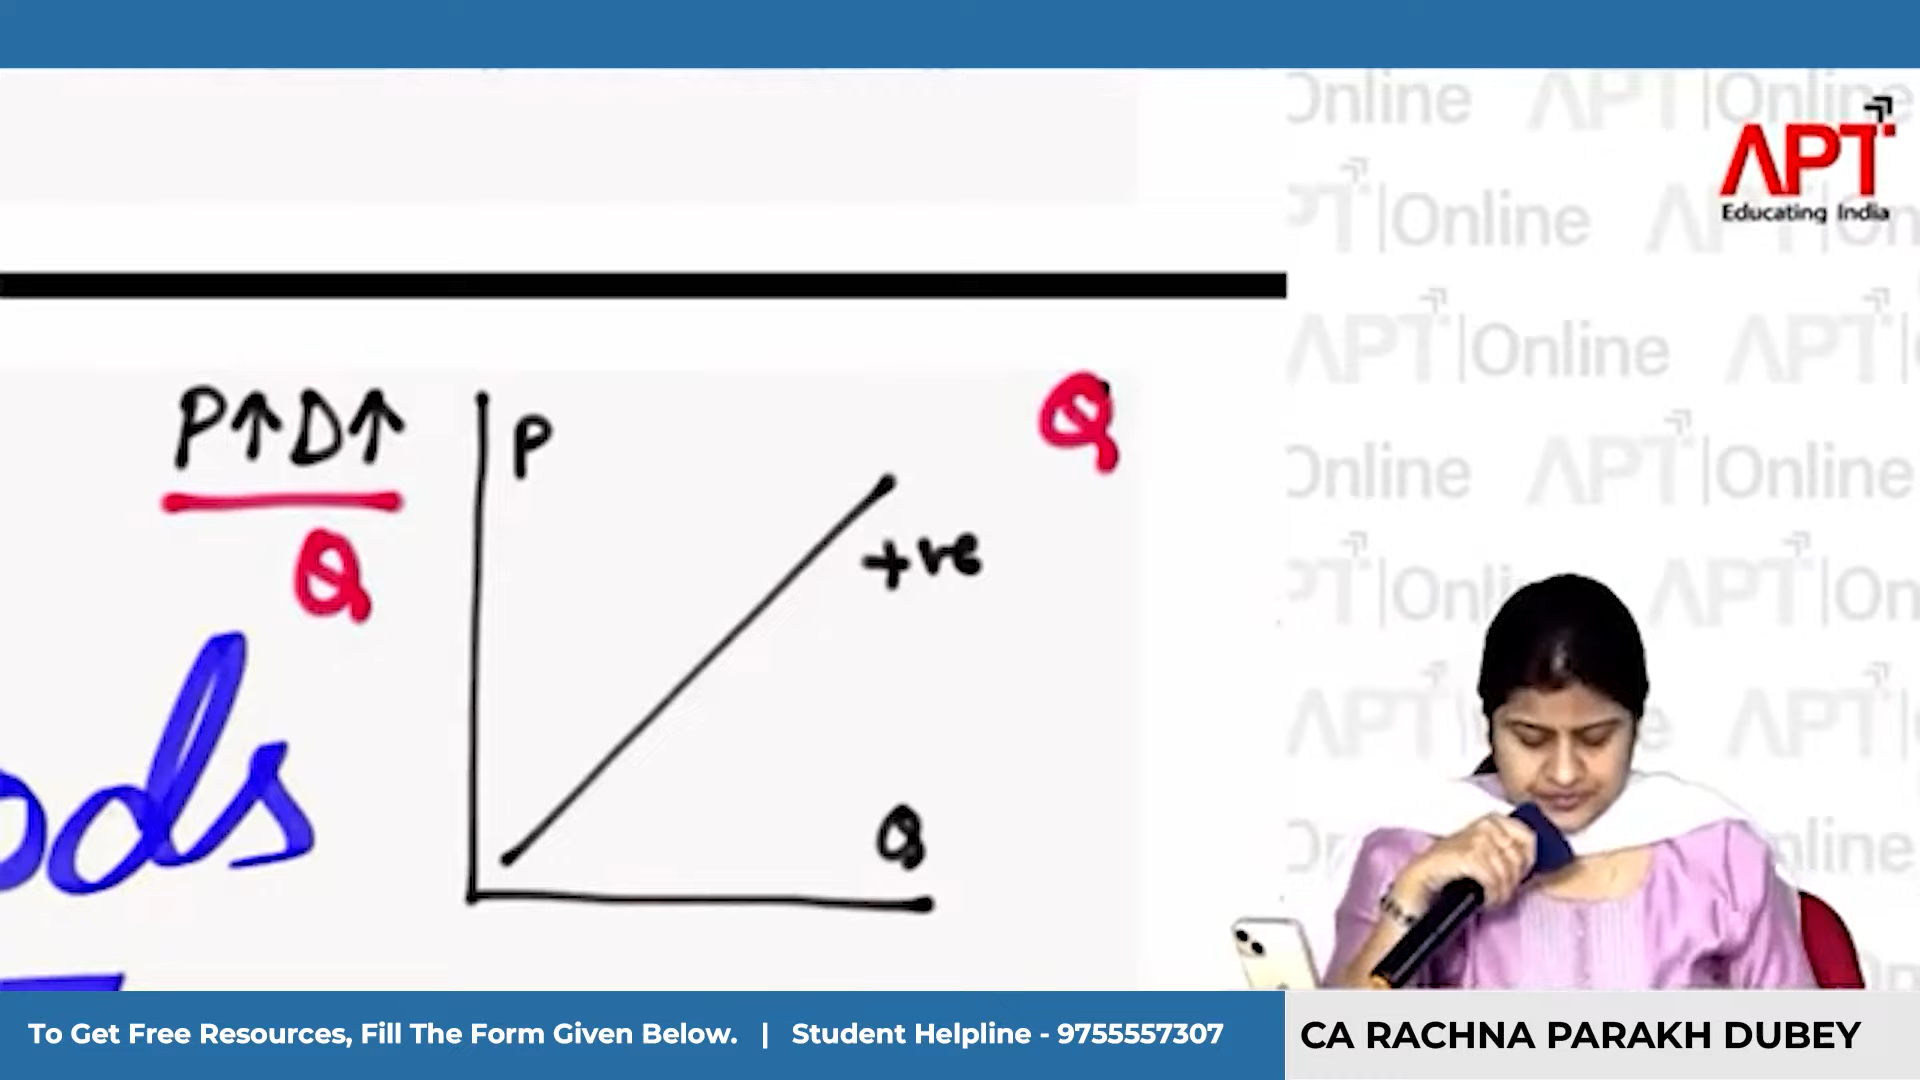 APT
Educating India
P↑D↑
Q
P
Q
+ve
Q
ods
To Get Free Resources, Fill The Form Given Below. | Student Helpline - 9755557307
CA RACHNA PARAKH DUBEY
APT|Online